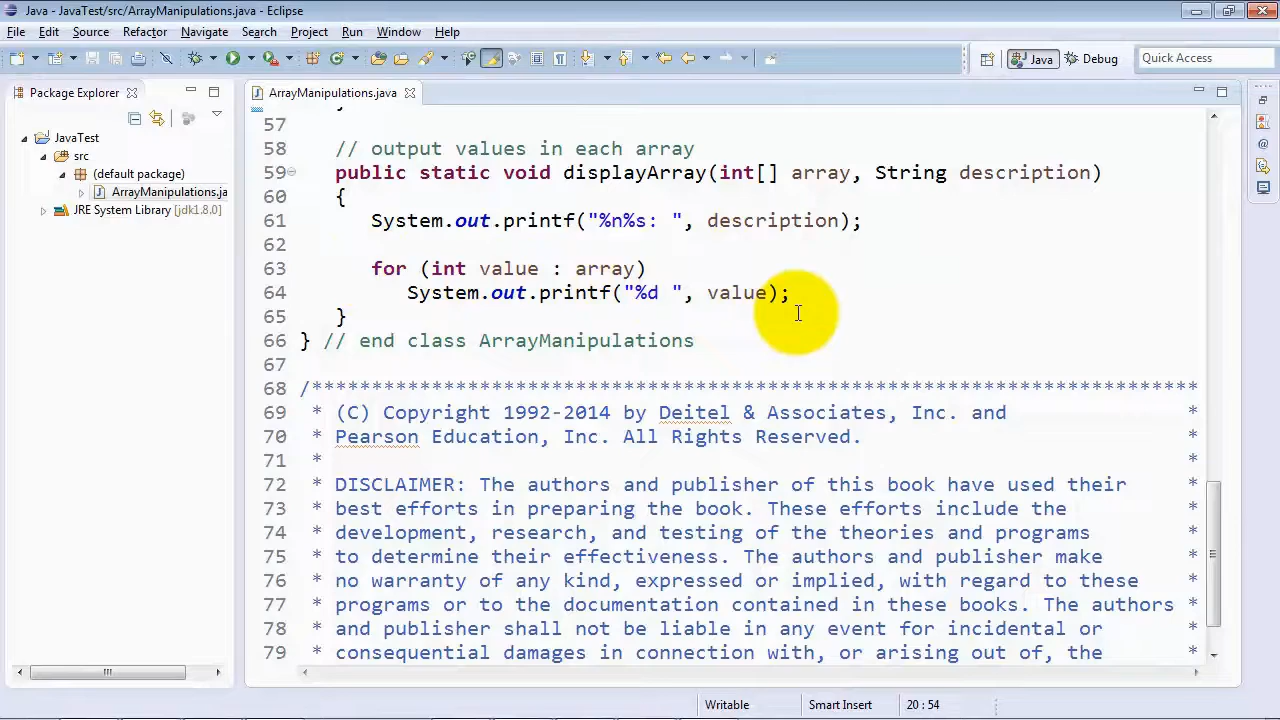 Java - JavaTest/src/ArrayManipulations.java - Eclipse
File Edit Source Refactor Navigate Search Project Run Window Help
Java Debug Quick Access
Package Explorer
ArrayManipulations.java
JavaTest
src
(default package)
ArrayManipulations.ja
JRE System Library [jdk1.8.0]
57
58 // output values in each array
59 public static void displayArray(int[] array, String description)
60 {
61 System.out.printf("%n%s: ", description);
62
63 for (int value : array)
64 System.out.printf("%d ", value);
65 }
66 } // end class ArrayManipulations
67
68 /**************************************************************************
69 * (C) Copyright 1992-2014 by Deitel & Associates, Inc. and *
70 * Pearson Education, Inc. All Rights Reserved. *
71 * *
72 * DISCLAIMER: The authors and publisher of this book have used their *
73 * best efforts in preparing the book. These efforts include the *
74 * development, research, and testing of the theories and programs *
75 * to determine their effectiveness. The authors and publisher make *
76 * no warranty of any kind, expressed or implied, with regard to these *
77 * programs or to the documentation contained in these books. The authors *
78 * and publisher shall not be liable in any event for incidental or *
79 * consequential damages in connection with, or arising out of, the *
Writable Smart Insert 20 : 54